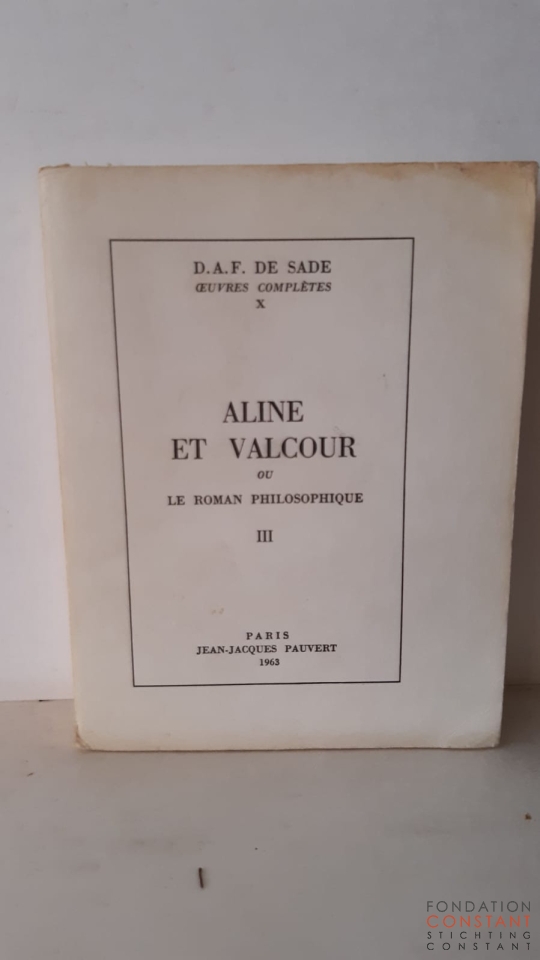 D.A.F. DE SADE
ŒUVRES COMPLÈTES
X
ALINE
ET VALCOUR
OU
LE ROMAN PHILOSOPHIQUE
III
PARIS
JEAN-JACQUES PAUVERT
1963
FONDATION
CONSTANT
STICHTING
CONSTANT